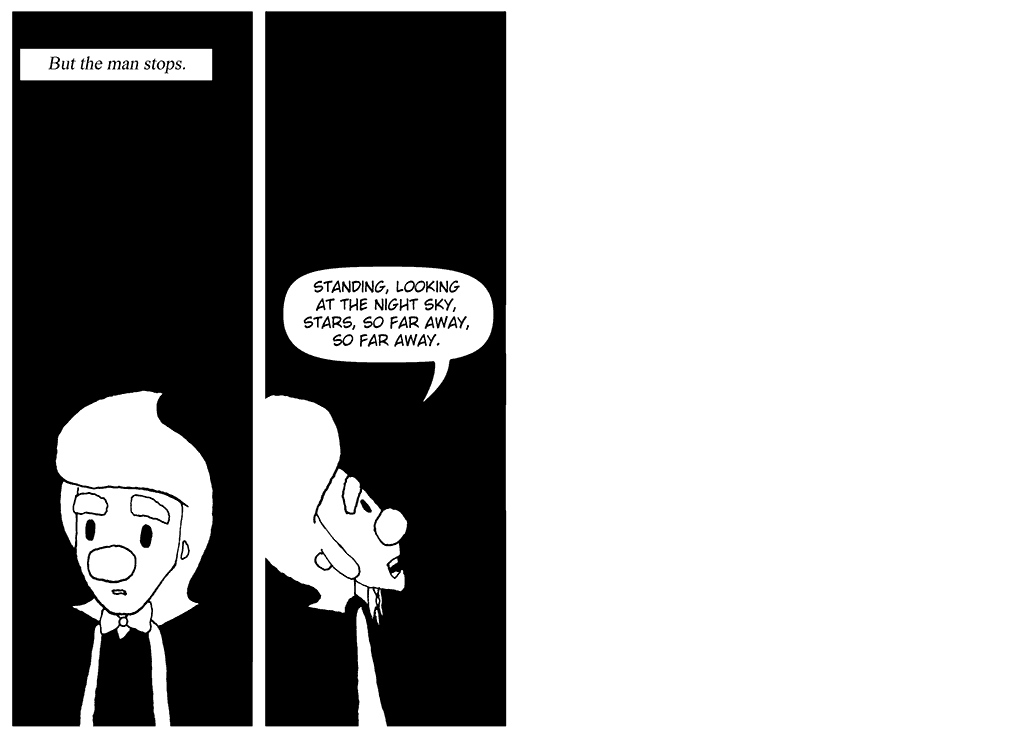 But the man stops.
STANDING, LOOKING
AT THE NIGHT SKY,
STARS, SO FAR AWAY,
SO FAR AWAY.